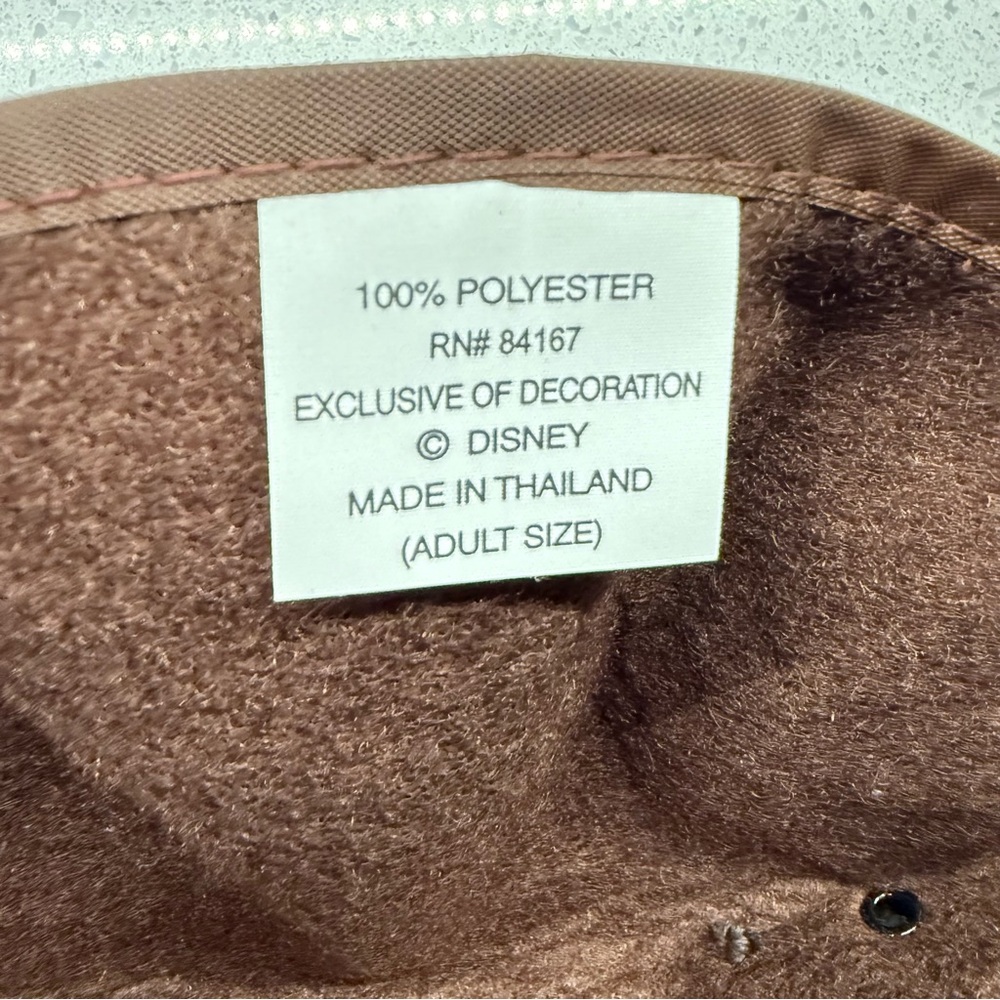 100% POLYESTER
RN# 84167
EXCLUSIVE OF DECORATION
© DISNEY
MADE IN THAILAND
(ADULT SIZE)